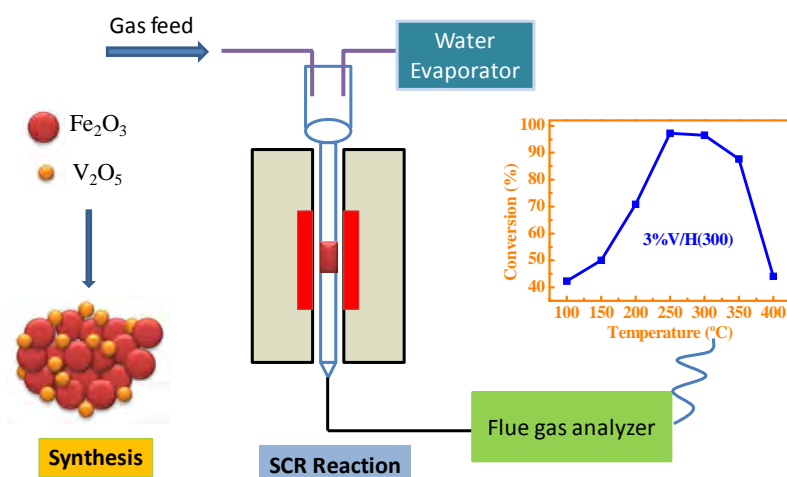 Gas feed
Water
Evaporator
Fe₂O₃
V₂O₅
Synthesis
SCR Reaction
Flue gas analyzer
Conversion (%)
100
90
80
70
60
50
40
3%V/H(300)
100 150 200 250 300 350 400
Temperature (ºC)